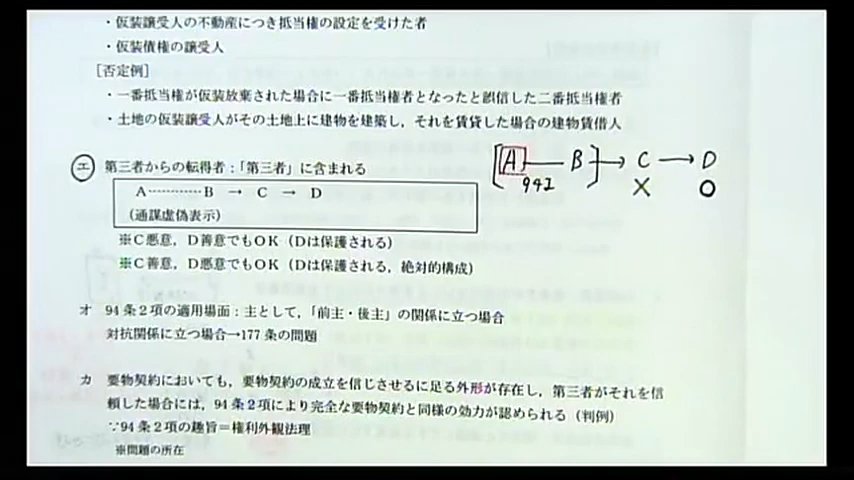 ・仮装譲受人の不動産につき抵当権の設定を受けた者
・仮装債権の譲受人
［否定例］
・一番抵当権が仮装放棄された場合に一番抵当権者となったと誤信した二番抵当権者
・土地の仮装譲受人がその土地上に建物を建築し，それを賃貸した場合の建物賃借人
[A─B]→C→D
94Ⅰ × ○
エ 第三者からの転得者：「第三者」に含まれる
A…………B → C → D
（通謀虚偽表示）
※C悪意，D善意でもOK（Dは保護される）
※C善意，D悪意でもOK（Dは保護される，絶対的構成）
オ 94条2項の適用場面：主として，「前主・後主」の関係に立つ場合
対抗関係に立つ場合→177条の問題
カ 要物契約においても，要物契約の成立を信じさせるに足る外形が存在し，第三者がそれを信
頼した場合には，94条2項により完全な要物契約と同様の効力が認められる（判例）
∵94条2項の趣旨＝権利外観法理
※問題の所在